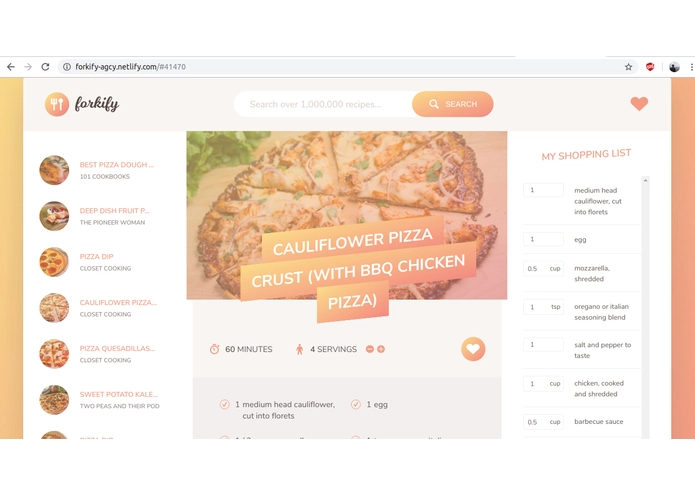 forkify-agcy.netlify.com/#41470
forkify
Search over 1,000,000 recipes...
SEARCH
BEST PIZZA DOUGH ...
101 COOKBOOKS
DEEP DISH FRUIT P...
THE PIONEER WOMAN
PIZZA DIP
CLOSET COOKING
CAULIFLOWER PIZZA...
CLOSET COOKING
PIZZA QUESADILLAS...
CLOSET COOKING
SWEET POTATO KALE...
TWO PEAS AND THEIR POD
CAULIFLOWER PIZZA
CRUST (WITH BBQ CHICKEN
PIZZA)
60 MINUTES
4 SERVINGS
1 medium head cauliflower,
cut into florets
1 egg
MY SHOPPING LIST
1 medium head
cauliflower, cut
into florets
1 egg
0.5 cup mozzarella,
shredded
1 tsp oregano or italian
seasoning blend
1 salt and pepper to
taste
1 cup chicken, cooked
and shredded
0.5 cup barbecue sauce